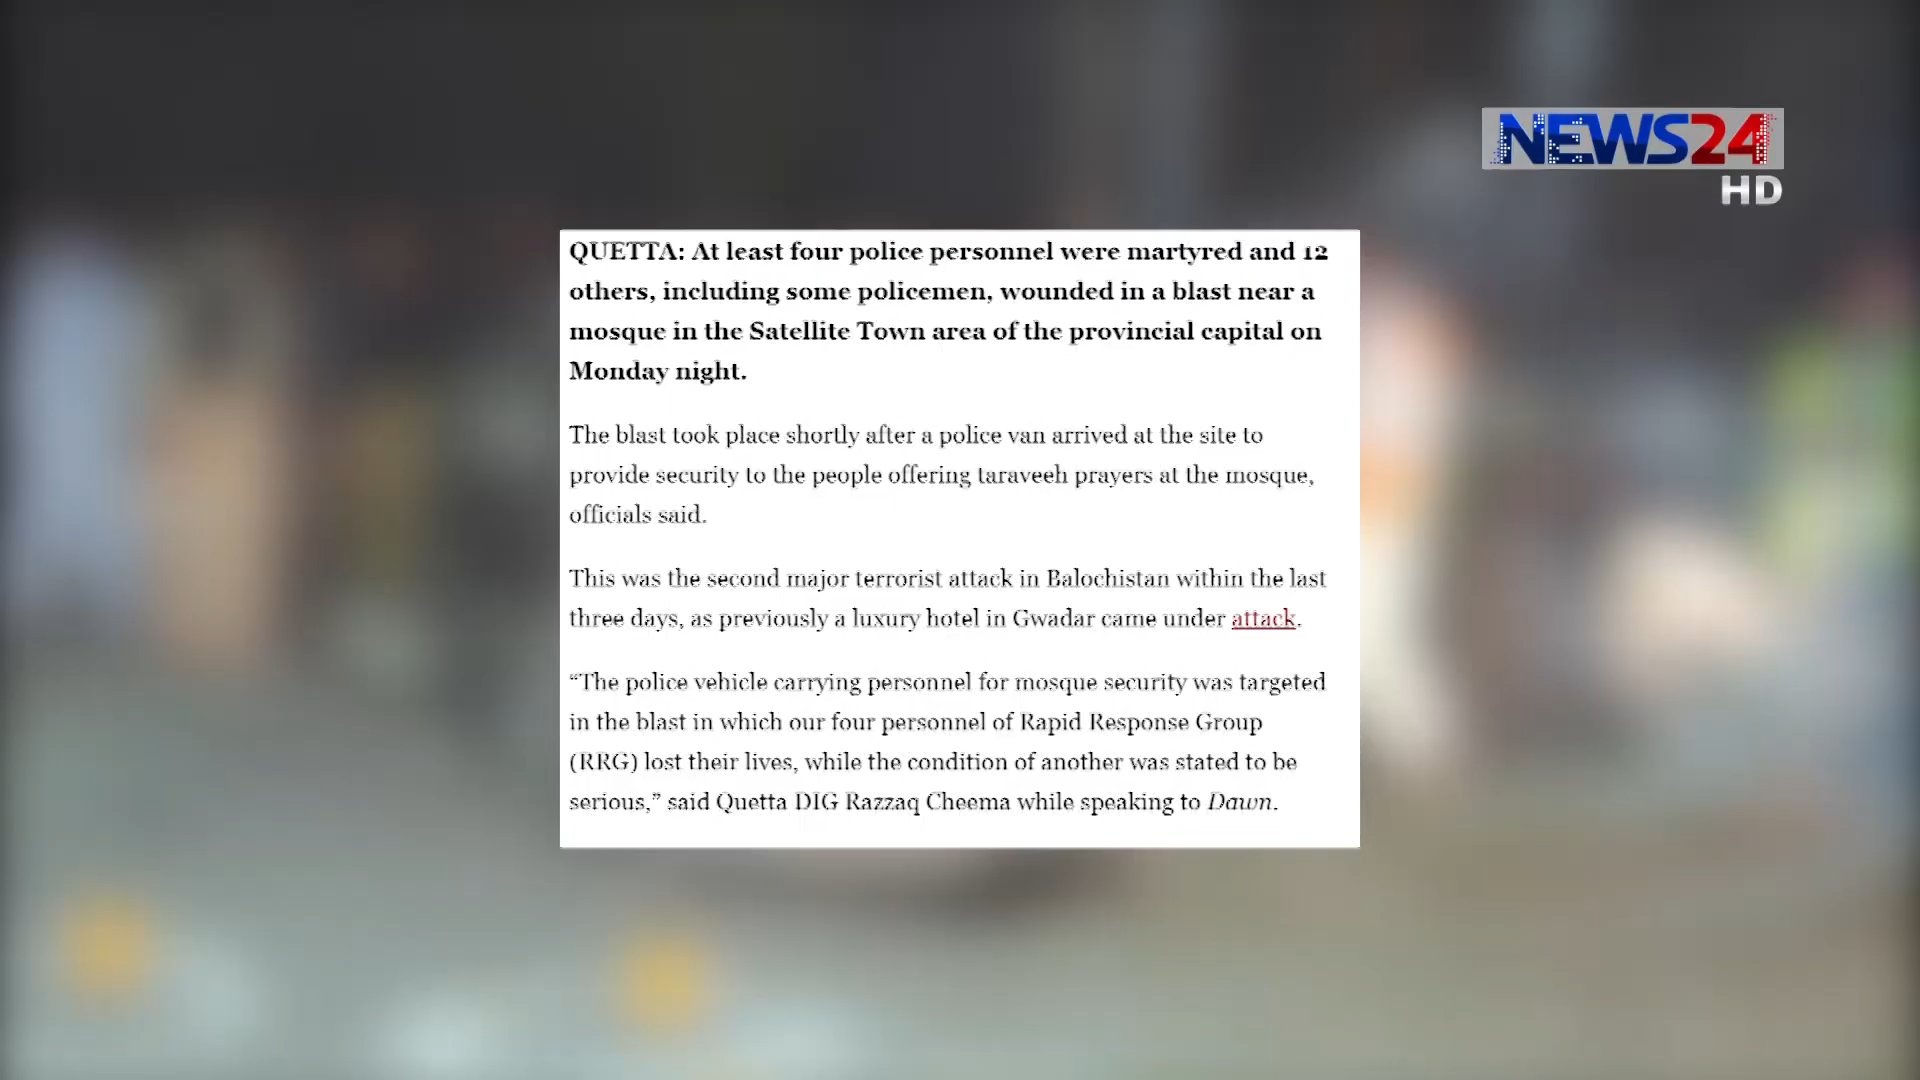 NEWS24
HD
QUETTA: At least four police personnel were martyred and 12
others, including some policemen, wounded in a blast near a
mosque in the Satellite Town area of the provincial capital on
Monday night.
The blast took place shortly after a police van arrived at the site to
provide security to the people offering taraveeh prayers at the mosque,
officials said.
This was the second major terrorist attack in Balochistan within the last
three days, as previously a luxury hotel in Gwadar came under attack.
“The police vehicle carrying personnel for mosque security was targeted
in the blast in which our four personnel of Rapid Response Group
(RRG) lost their lives, while the condition of another was stated to be
serious,” said Quetta DIG Razzaq Cheema while speaking to Dawn.